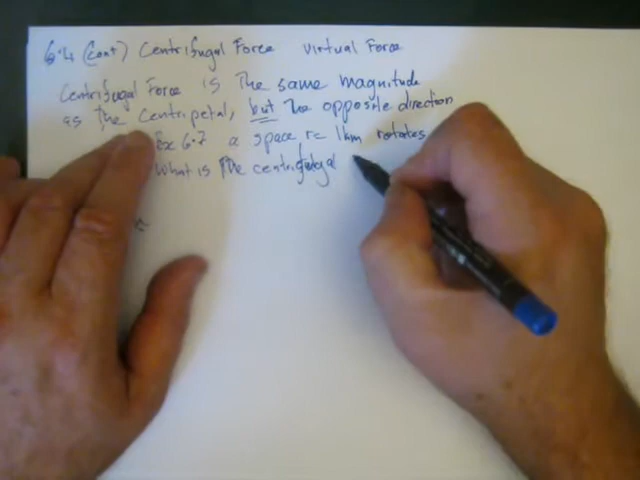 6.4 (cont) Centrifugal Force virtual Force
Centrifugal Force is the same magnitude
as the Centripetal, but the opposite direction
Ex 6.7 a space r= 1km rotates
What is the centrifugal